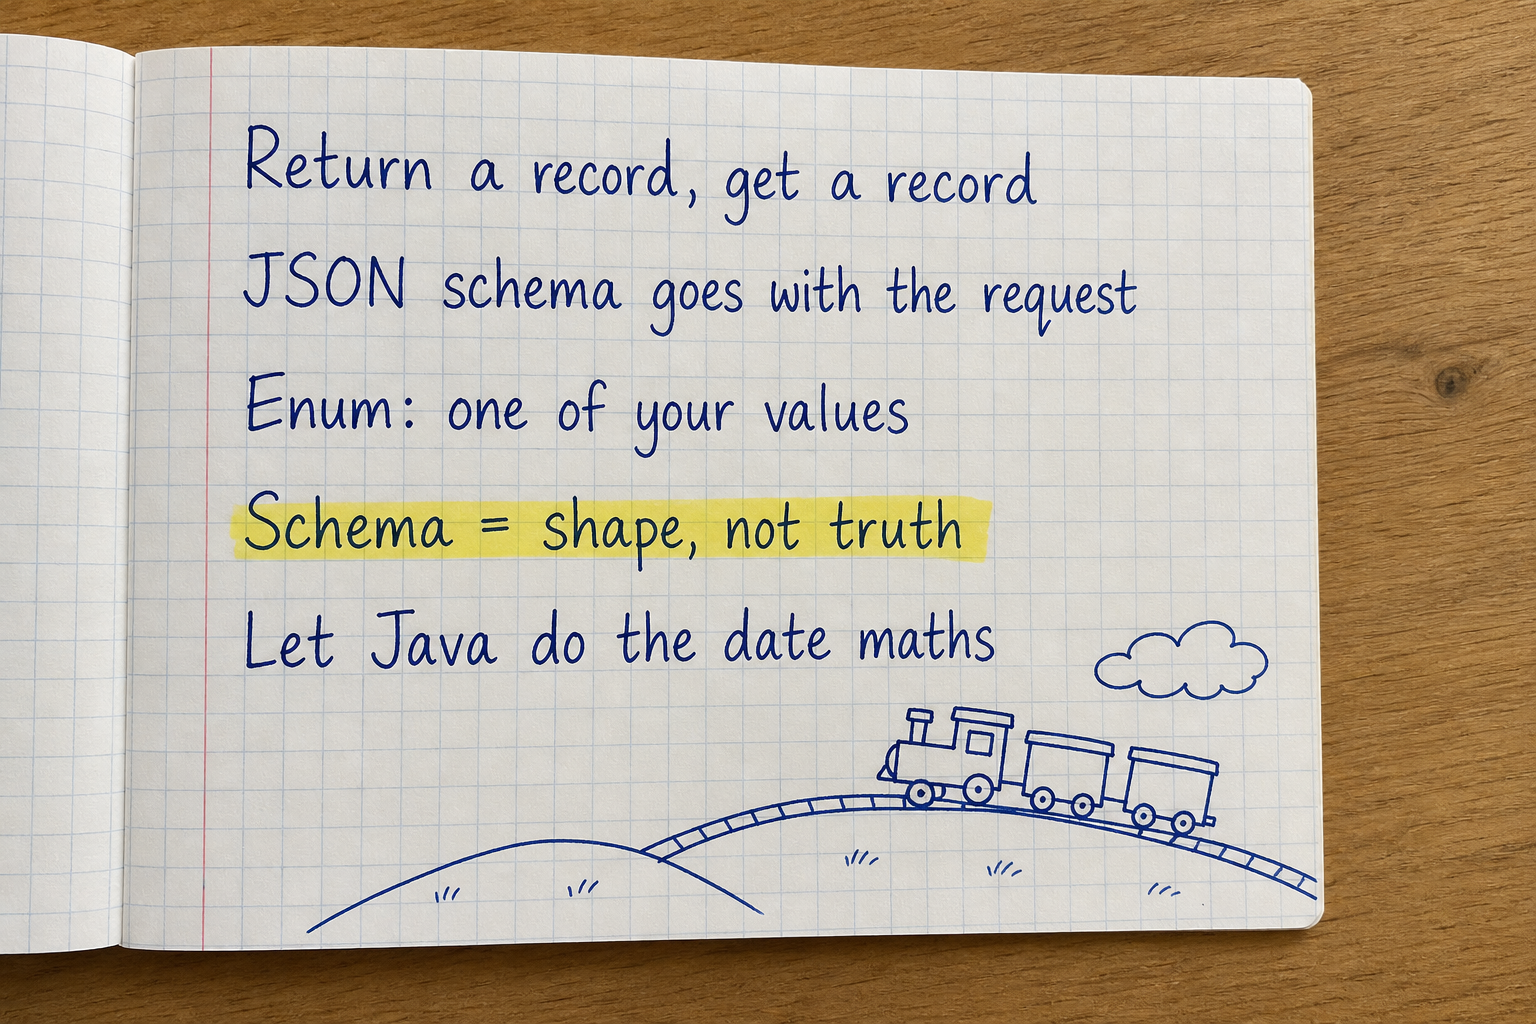 Return a record, get a record
JSON schema goes with the request
Enum: one of your values
Schema = shape, not truth
Let Java do the date maths